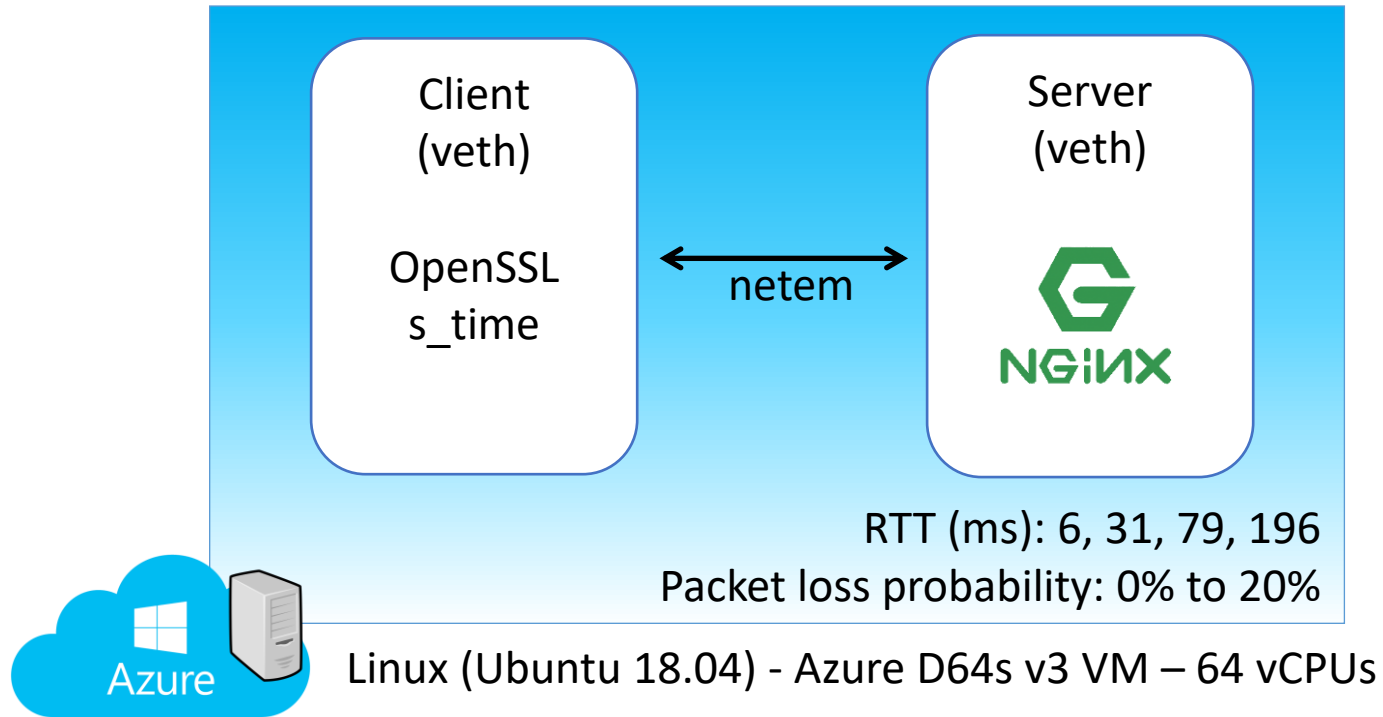 Client
(veth)
OpenSSL
s_time
netem
Server
(veth)
NGiNX
RTT (ms): 6, 31, 79, 196
Packet loss probability: 0% to 20%
Azure
Linux (Ubuntu 18.04) - Azure D64s v3 VM – 64 vCPUs